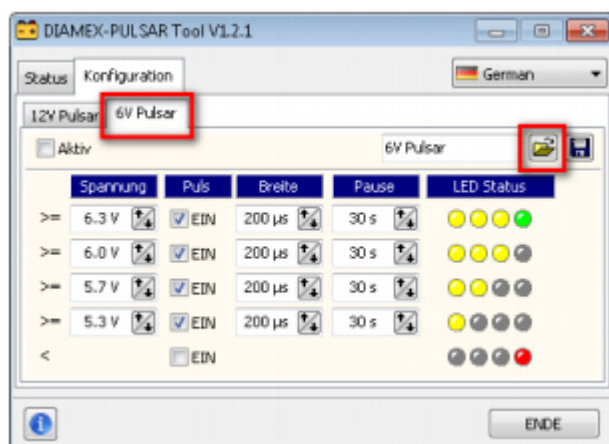 DIAMEX-PULSAR Tool V1.2.1
Status Konfiguration German
12V Pulsar 6V Pulsar
Aktiv 6V Pulsar
Spannung Puls Breite Pause LED Status
>= 6.3 V EIN 200 µs 30 s
>= 6.0 V EIN 200 µs 30 s
>= 5.7 V EIN 200 µs 30 s
>= 5.3 V EIN 200 µs 30 s
< EIN
ENDE